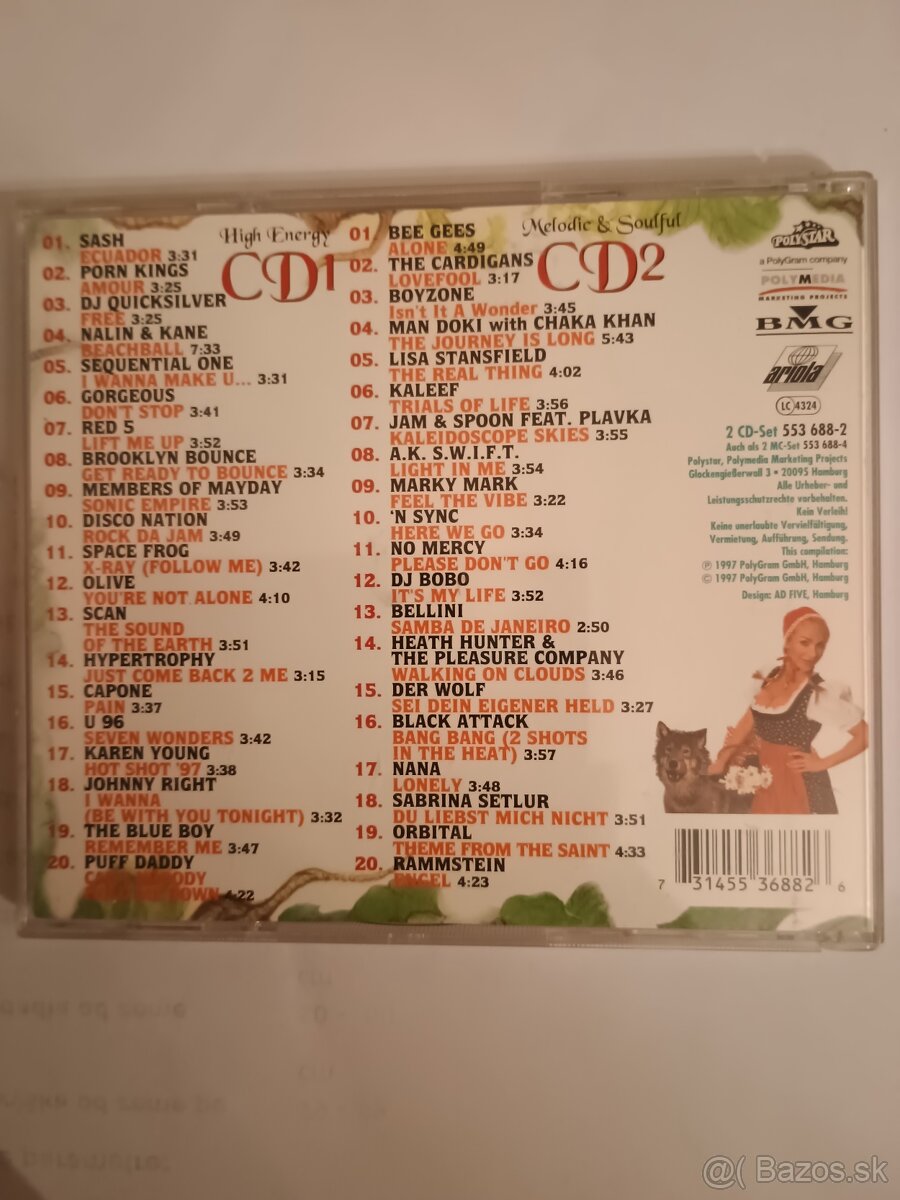 High Energy
CD1
01. SASH
ECUADOR 3:31
02. PORN KINGS
AMOUR 3:25
03. DJ QUICKSILVER
FREE 3:25
04. NALIN & KANE
BEACHBALL 7:33
05. SEQUENTIAL ONE
I WANNA MAKE U... 3:31
06. GORGEOUS
DON'T STOP 3:41
07. RED 5
LIFT ME UP 3:52
08. BROOKLYN BOUNCE
GET READY TO BOUNCE 3:34
09. MEMBERS OF MAYDAY
SONIC EMPIRE 3:53
10. DISCO NATION
ROCK DA JAM 3:49
11. SPACE FROG
X-RAY (FOLLOW ME) 3:42
12. OLIVE
YOU'RE NOT ALONE 4:10
13. SCAN
THE SOUND
OF THE EARTH 3:51
14. HYPERTROPHY
JUST COME BACK 2 ME 3:15
15. CAPONE
PAIN 3:37
16. U 96
SEVEN WONDERS 3:42
17. KAREN YOUNG
HOT SHOT '97 3:38
18. JOHNNY RIGHT
I WANNA
(BE WITH YOU TONIGHT) 3:32
19. THE BLUE BOY
REMEMBER ME 3:47
20. PUFF DADDY
DOWN 4:22
Melodic & Soulful
CD2
01 BEE GEES
ALONE 4:49
02. THE CARDIGANS
LOVEFOOL 3:17
03. BOYZONE
Isn't It A Wonder 3:45
04. MAN DOKI with CHAKA KHAN
THE JOURNEY IS LONG 5:43
05. LISA STANSFIELD
THE REAL THING 4:02
06. KALEEF
TRIALS OF LIFE 3:56
07. JAM & SPOON FEAT. PLAVKA
KALEIDOSCOPE SKIES 3:55
08. A.K. S.W.I.F.T.
LIGHT IN ME 3:54
09. MARKY MARK
FEEL THE VIBE 3:22
10. 'N SYNC
HERE WE GO 3:34
11. NO MERCY
PLEASE DON'T GO 4:16
12. DJ BOBO
IT'S MY LIFE 3:52
13. BELLINI
SAMBA DE JANEIRO 2:50
14. HEATH HUNTER &
THE PLEASURE COMPANY
WALKING ON CLOUDS 3:46
15. DER WOLF
SEI DEIN EIGENER HELD 3:27
16. BLACK ATTACK
BANG BANG (2 SHOTS
IN THE HEAT) 3:57
17. NANA
LONELY 3:48
18. SABRINA SETLUR
DU LIEBST MICH NICHT 3:51
19. ORBITAL
THEME FROM THE SAINT 4:33
20. RAMMSTEIN
ENGEL 4:23
POLYSTAR
a PolyGram company
POLYMEDIA
MARKETING PROJECTS
BMG
ariola
LC 4324
2 CD-Set 553 688-2
Auch als 2 MC-Set 553 688-4
Polystar, Polymedia Marketing Projects
Glockengießerwall 3 • 20095 Hamburg
Alle Urheber- und
Leistungsschutzrechte vorbehalten.
Kein Verleih!
Keine unerlaubte Vervielfältigung,
Vermietung, Aufführung, Sendung.
This compilation:
℗ 1997 PolyGram GmbH, Hamburg
© 1997 PolyGram GmbH, Hamburg
Design: AD FIVE, Hamburg
7 31455 36882 6
@( Bazos.sk